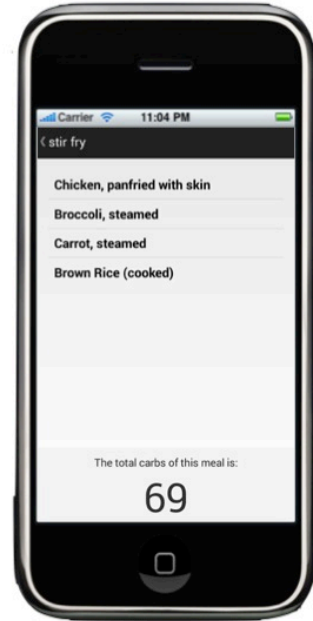 Carrier 11:04 PM
stir fry
Chicken, panfried with skin
Broccoli, steamed
Carrot, steamed
Brown Rice (cooked)
The total carbs of this meal is:
69